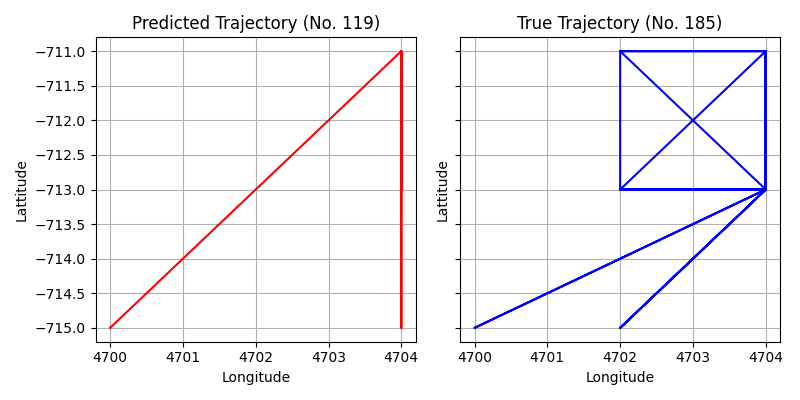 Predicted Trajectory (No. 119)
True Trajectory (No. 185)
−711.0
−711.5
−712.0
−712.5
−713.0
−713.5
−714.0
−714.5
−715.0
Lattitude
Lattitude
4700 4701 4702 4703 4704
4700 4701 4702 4703 4704
Longitude
Longitude